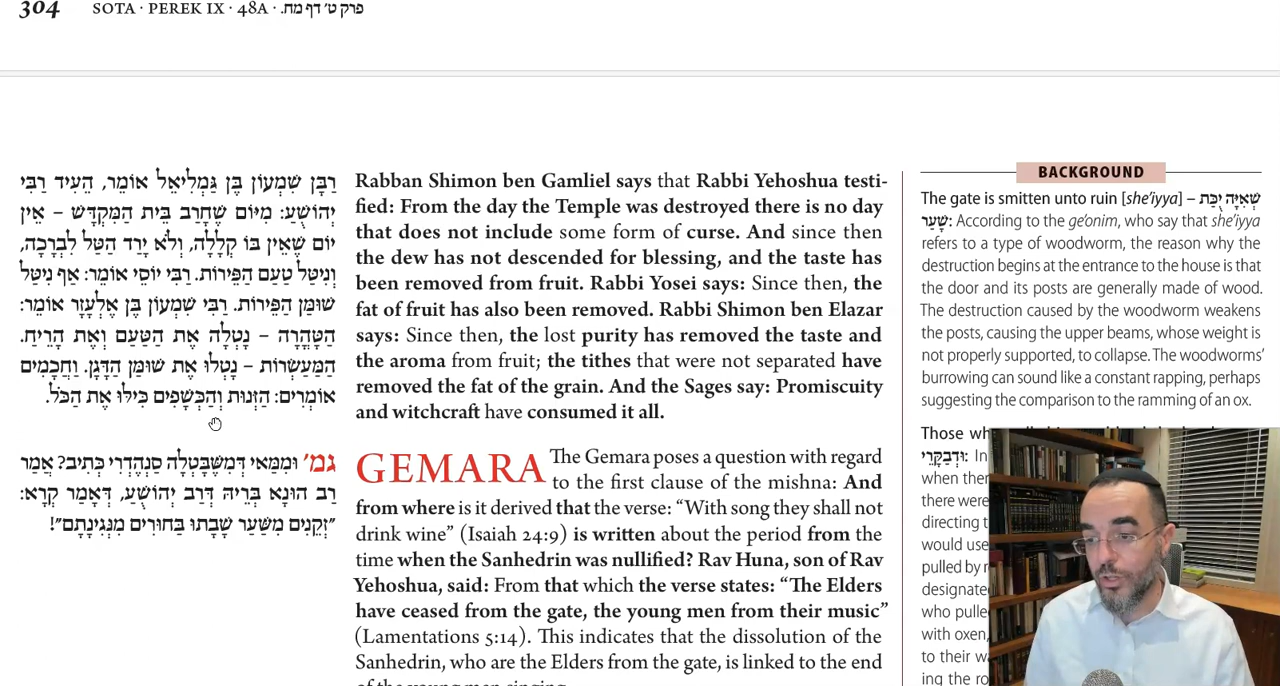 304 SOTA · PEREK IX · 48A · .פרק ט׳ דף מח
רַבָּן שִׁמְעוֹן בֶּן גַּמְלִיאֵל אוֹמֵר, הֵעִיד רַבִּי
יְהוֹשֻׁעַ: מִיּוֹם שֶׁחָרַב בֵּית הַמִּקְדָּשׁ – אֵין
יוֹם שֶׁאֵין בּוֹ קְלָלָה, וְלֹא יָרַד הַטַּל לִבְרָכָה,
וְנִיטַּל טַעַם הַפֵּירוֹת. רַבִּי יוֹסֵי אוֹמֵר: אַף נִיטַּל
שׁוּמַּן הַפֵּירוֹת. רַבִּי שִׁמְעוֹן בֶּן אֶלְעָזָר אוֹמֵר:
הַטׇּהֳרָה – נָטְלָה אֶת הַטַּעַם וְאֶת הָרֵיחַ.
הַמַּעַשְׂרוֹת – נָטְלוּ אֶת שׁוּמַּן הַדָּגָן. וַחֲכָמִים
אוֹמְרִים: הַזְּנוּת וְהַכְּשָׁפִים כִּילּוּ אֶת הַכֹּל.
גמ׳ וּמִמַּאי דְּמִשֶּׁבָּטְלָה סַנְהֶדְרִי כְּתִיב? אֲמַר
רַב הוּנָא בְּרֵיהּ דְּרַב יְהוֹשֻׁעַ, דְּאָמַר קְרָא:
״זְקֵנִים מִשַּׁעַר שָׁבָתוּ בַּחוּרִים מִנְּגִינָתָם״!
Rabban Shimon ben Gamliel says that Rabbi Yehoshua testi-
fied: From the day the Temple was destroyed there is no day
that does not include some form of curse. And since then
the dew has not descended for blessing, and the taste has
been removed from fruit. Rabbi Yosei says: Since then, the
fat of fruit has also been removed. Rabbi Shimon ben Elazar
says: Since then, the lost purity has removed the taste and
the aroma from fruit; the tithes that were not separated have
removed the fat of the grain. And the Sages say: Promiscuity
and witchcraft have consumed it all.
GEMARA The Gemara poses a question with regard
to the first clause of the mishna: And
from where is it derived that the verse: “With song they shall not
drink wine” (Isaiah 24:9) is written about the period from the
time when the Sanhedrin was nullified? Rav Huna, son of Rav
Yehoshua, said: From that which the verse states: “The Elders
have ceased from the gate, the young men from their music”
(Lamentations 5:14). This indicates that the dissolution of the
Sanhedrin, who are the Elders from the gate, is linked to the end
of the young men singing.
BACKGROUND
The gate is smitten unto ruin [she’iyya] – שְׁאִיָּה יֻכַּת
שָׁעַר: According to the ge’onim, who say that she’iyya
refers to a type of woodworm, the reason why the
destruction begins at the entrance to the house is that
the door and its posts are generally made of wood.
The destruction caused by the woodworm weakens
the posts, causing the upper beams, whose weight is
not properly supported, to collapse. The woodworms’
burrowing can sound like a constant rapping, perhaps
suggesting the comparison to the ramming of an ox.
Those
In
when
there were
directing
would use
pulled by
designate
who pulle
with oxen,
to their
ing the